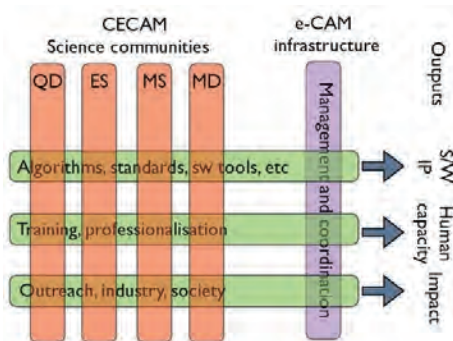 CECAM
Science communities
e-CAM
infrastructure
Outputs
QD
ES
MS
MD
Management and coordination
Algorithms, standards, sw tools, etc
S/W
IP
Training, professionalisation
Human
capacity
Outreach, industry, society
Impact